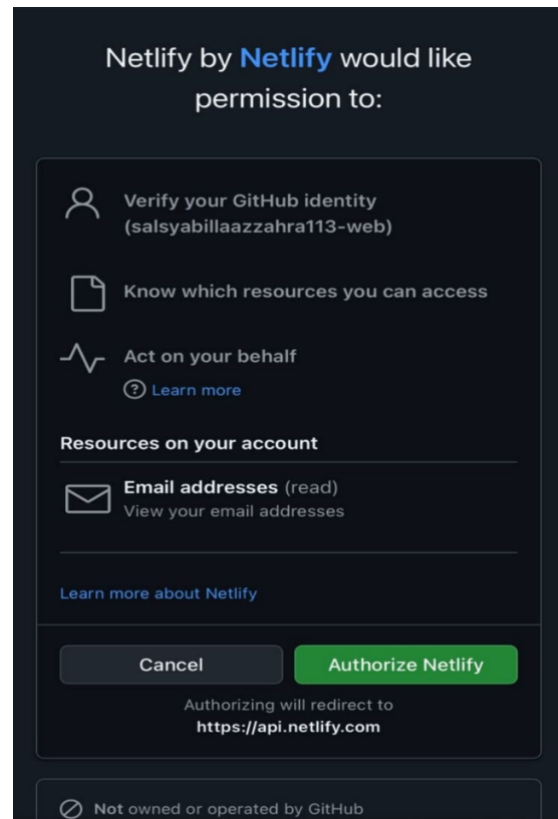 Netlify by Netlify would like
permission to:
Verify your GitHub identity
(salsyabillaazzahra113-web)
Know which resources you can access
Act on your behalf
? Learn more
Resources on your account
Email addresses (read)
View your email addresses
Learn more about Netlify
Cancel
Authorize Netlify
Authorizing will redirect to
https://api.netlify.com
Not owned or operated by GitHub